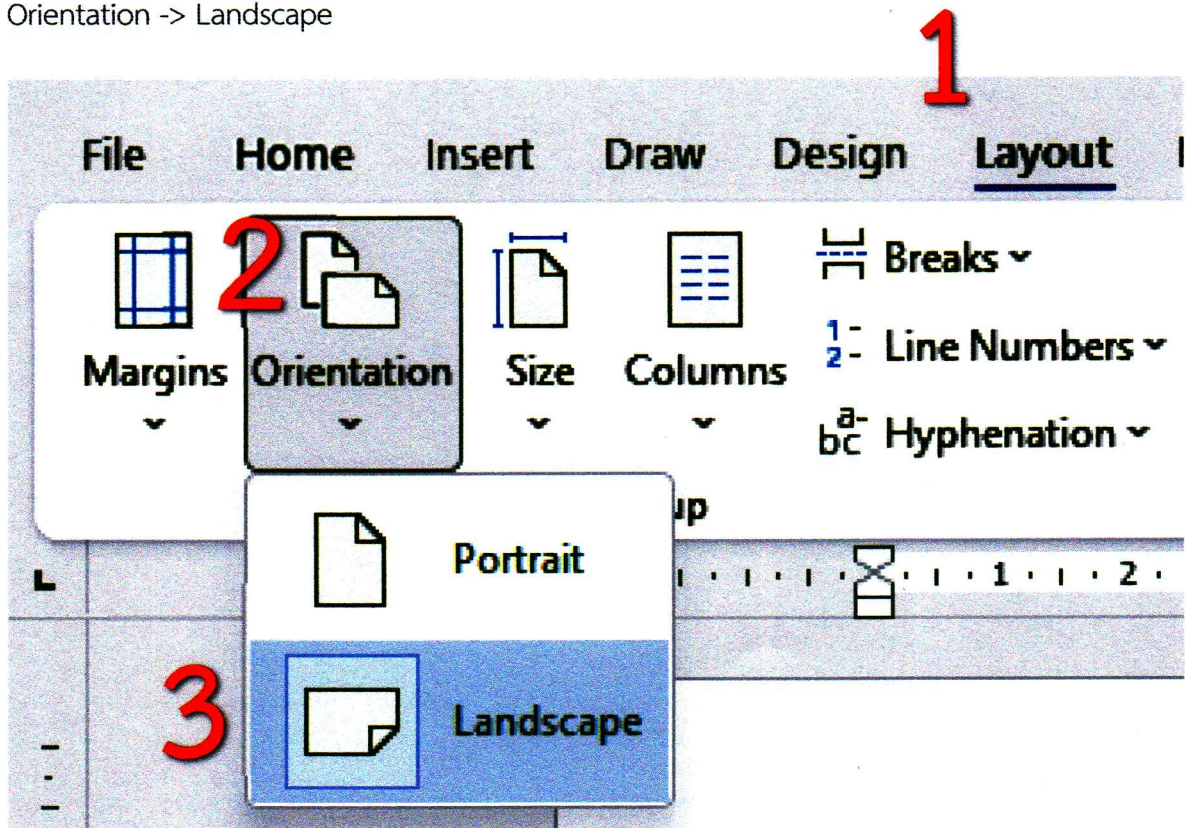 Orientation -> Landscape
1
File Home Insert Draw Design Layout
2
Margins Orientation Size Columns
Breaks
1
2
Line Numbers
a-
bc
Hyphenation
up
Portrait
1 2
3
Landscape